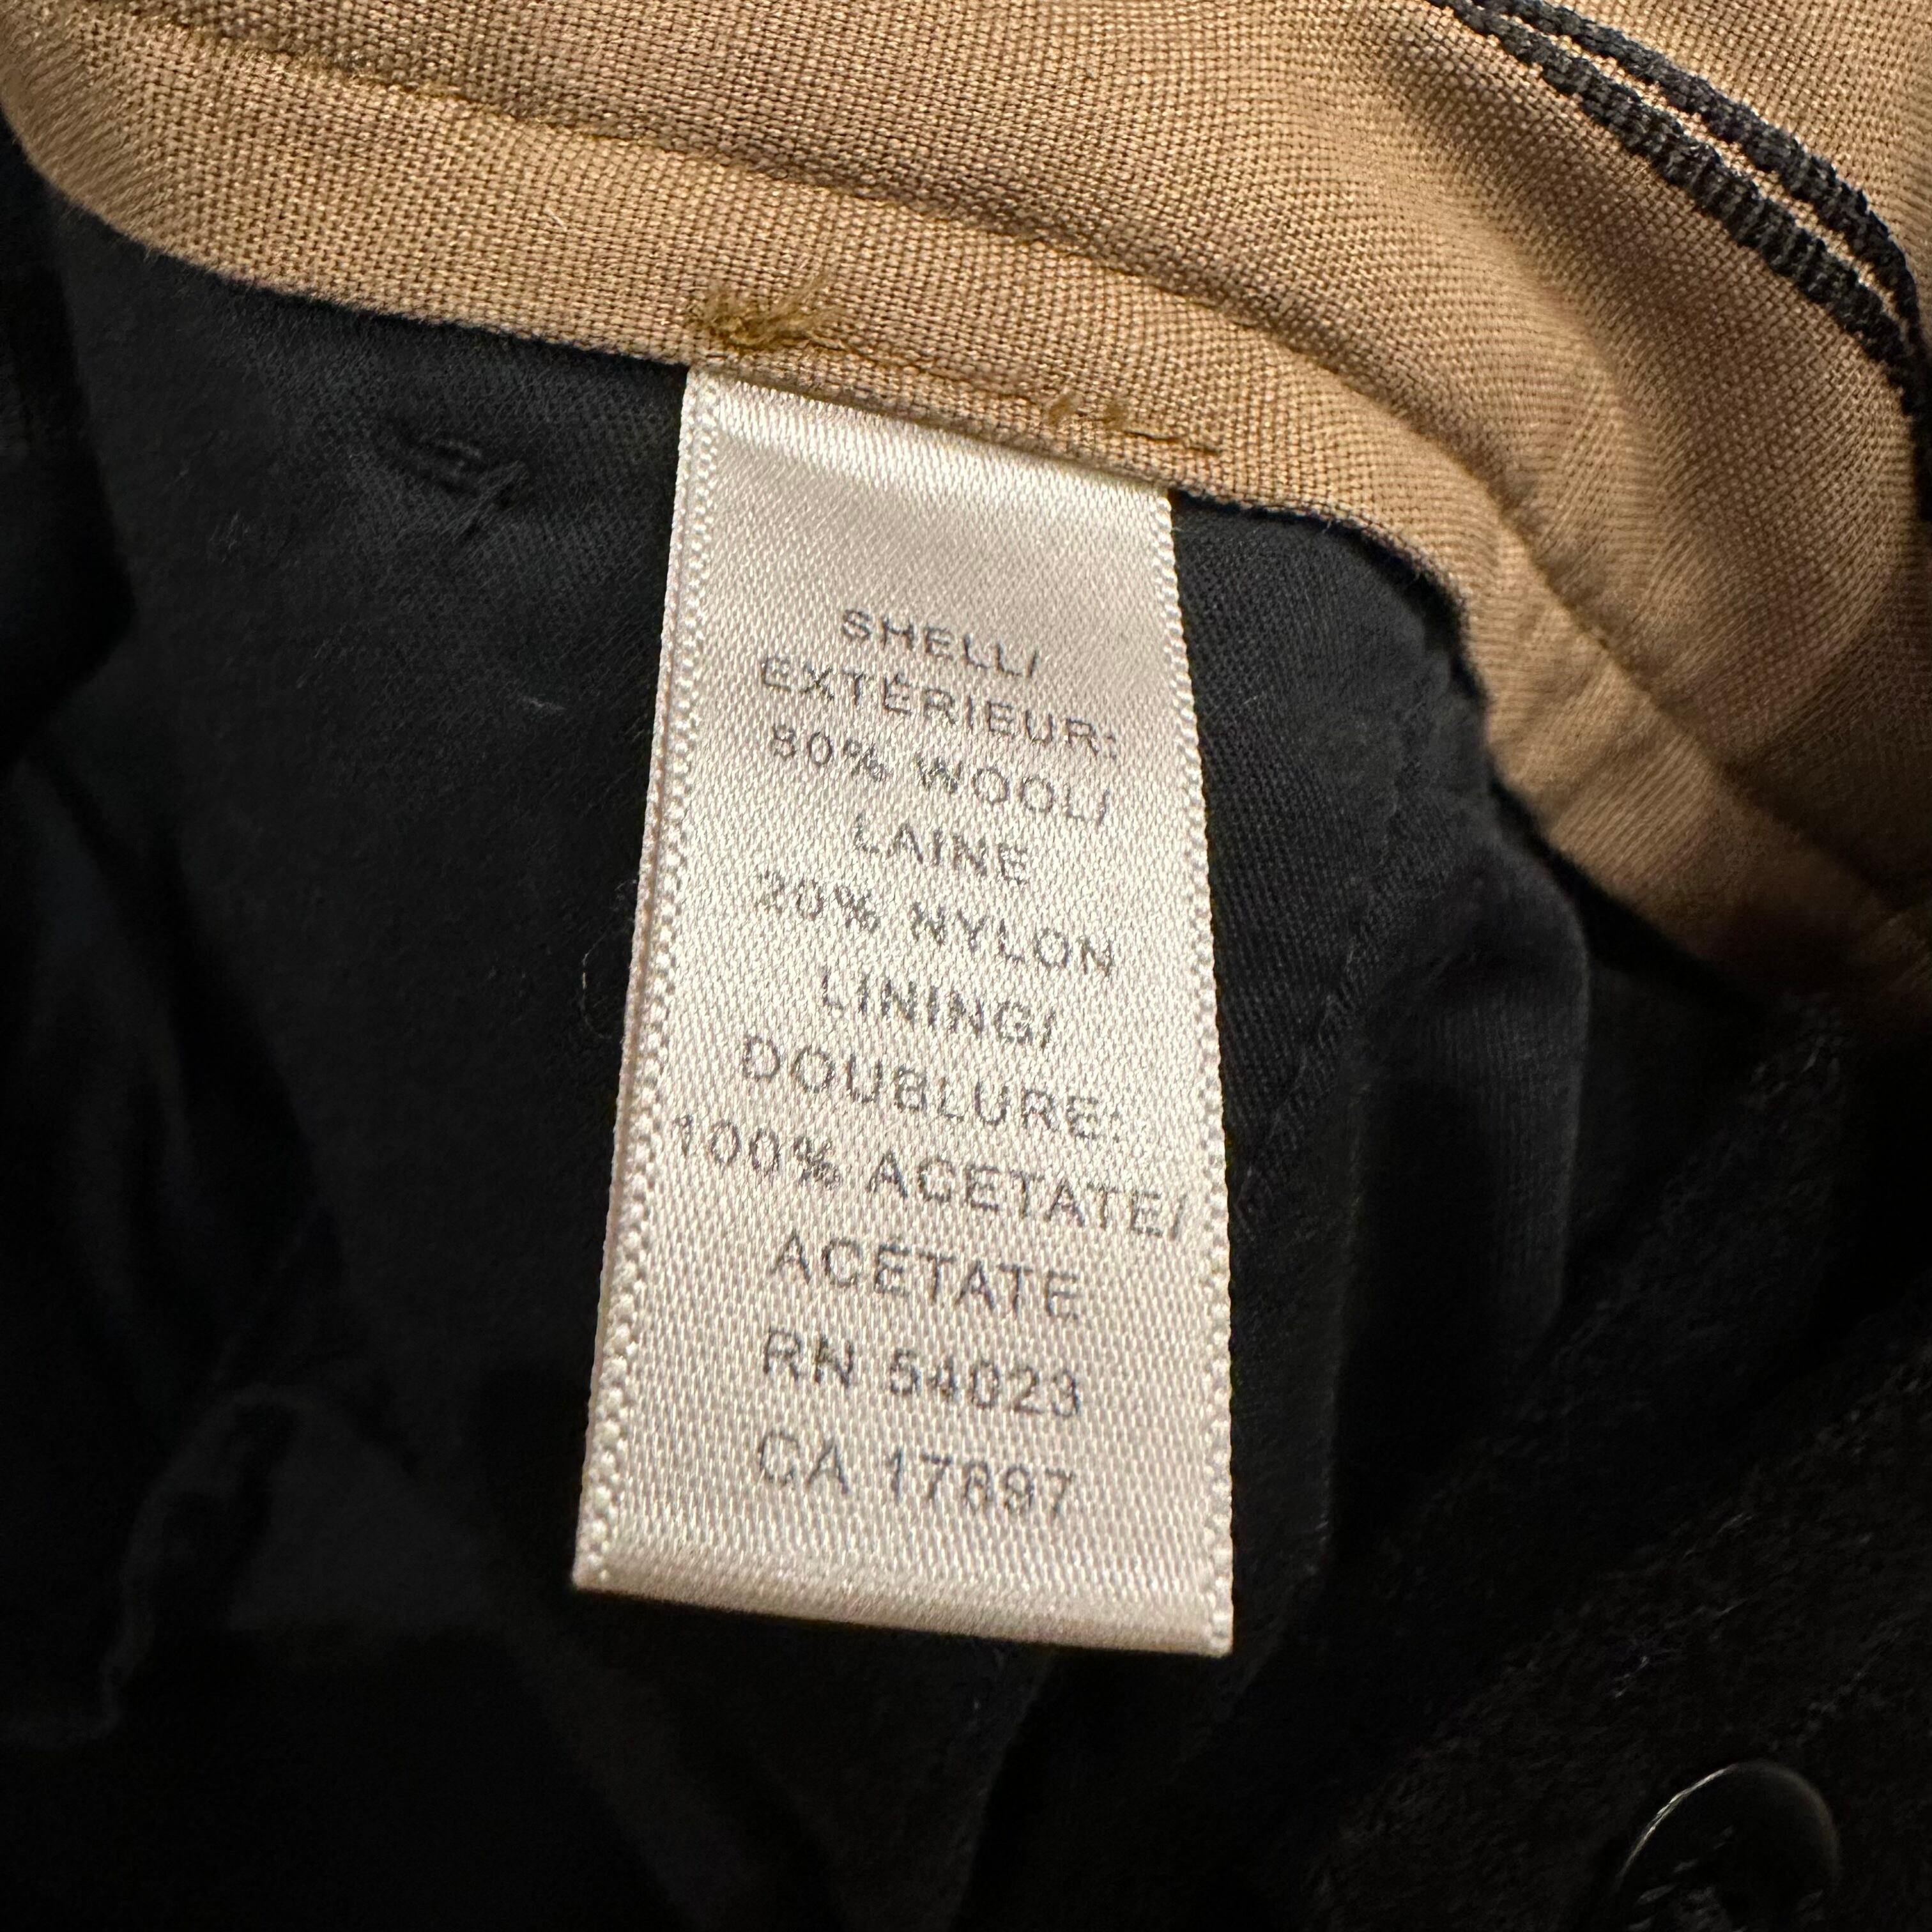 SHELL/
EXTÉRIEUR:
80% WOOL/
LAINE
20% NYLON
LINING/
DOUBLURE:
100% ACETATE/
ACÉTATE
RN 54023
CA 17897